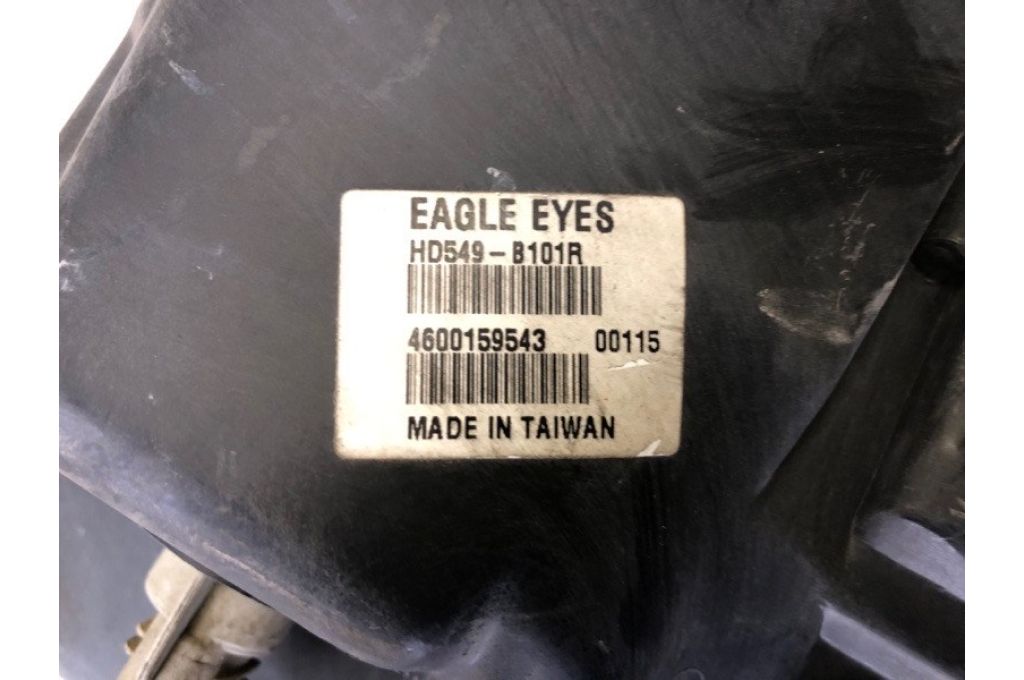 EAGLE EYES
HD549-B101R
4600159543 00115
MADE IN TAIWAN